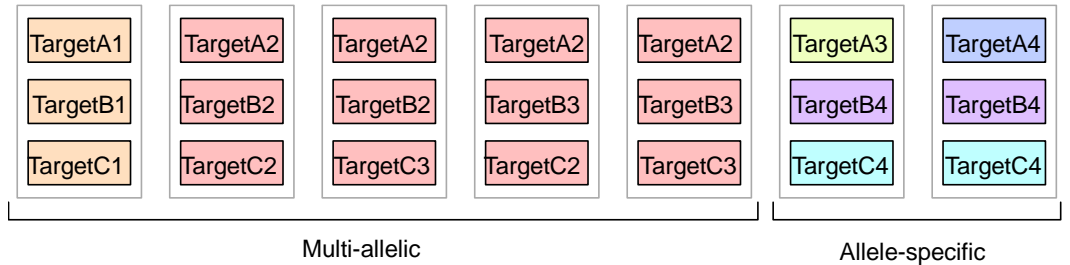 TargetA1 TargetA2 TargetA2 TargetA2 TargetA2 TargetA3 TargetA4
TargetB1 TargetB2 TargetB2 TargetB3 TargetB3 TargetB4 TargetB4
TargetC1 TargetC2 TargetC3 TargetC2 TargetC3 TargetC4 TargetC4
Multi-allelic Allele-specific